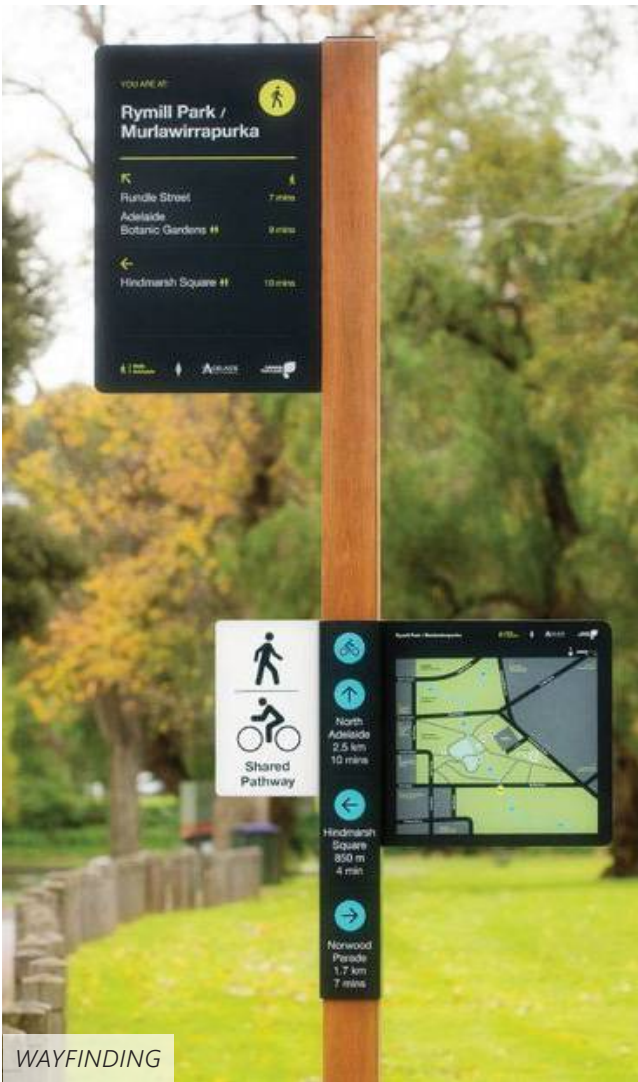 YOU ARE AT:
Rymill Park /
Murlawirrapurka
Rundle Street 7 mins
Adelaide
Botanic Gardens 9 mins
Hindmarsh Square 10 mins
ADELAIDE
Shared
Pathway
North
Adelaide
2.5 km
10 mins
Hindmarsh
Square
850 m
4 min
Norwood
Parade
1.7 km
7 mins
Rymill Park / Murlawirrapurka
WAYFINDING